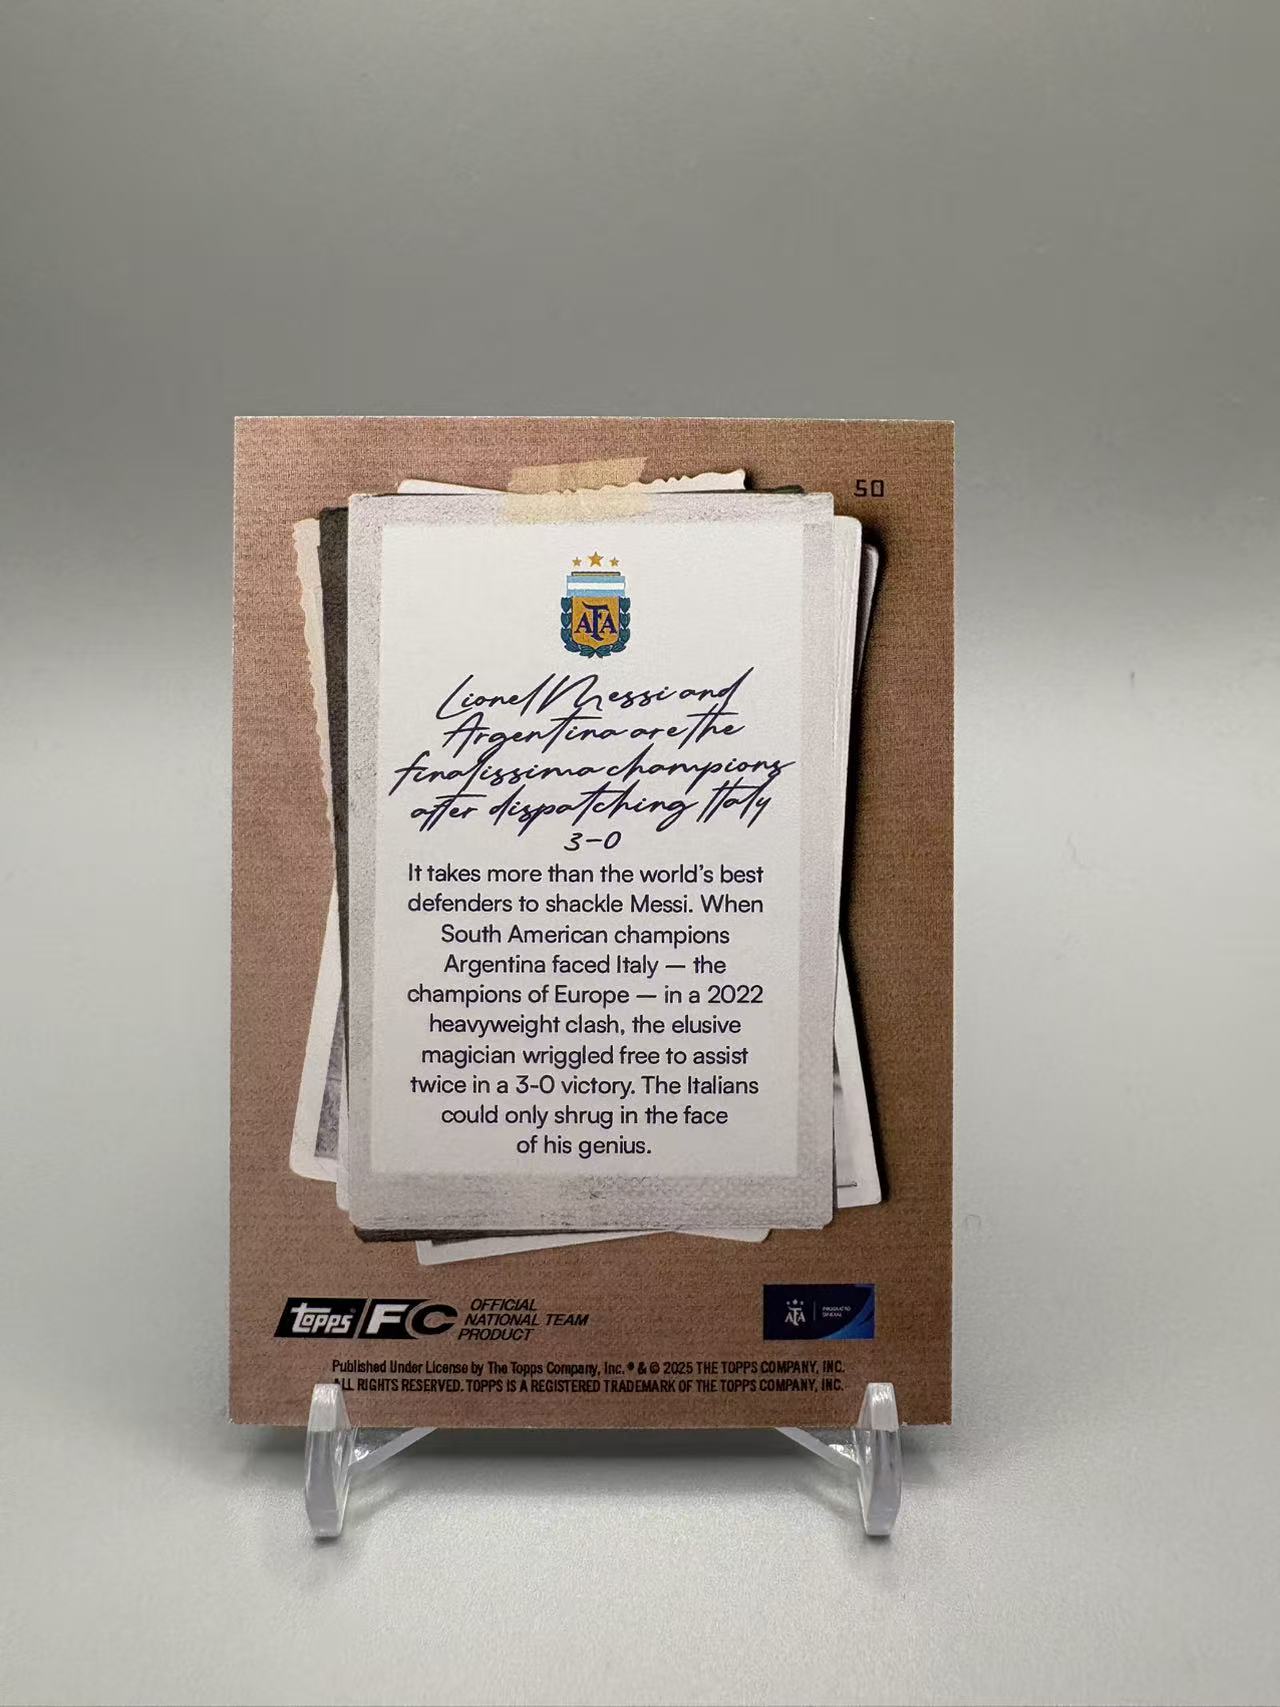 50
AFA
Lionel Messi and
Argentina are the
finalissima champions
after dispatching Italy
3-0
It takes more than the world's best
defenders to shackle Messi. When
South American champions
Argentina faced Italy — the
champions of Europe — in a 2022
heavyweight clash, the elusive
magician wriggled free to assist
twice in a 3-0 victory. The Italians
could only shrug in the face
of his genius.
topps FC
OFFICIAL
NATIONAL TEAM
PRODUCT
AFA
PRODUCTO
OFICIAL
Published Under License by The Topps Company, Inc.® & © 2025 THE TOPPS COMPANY, INC.
ALL RIGHTS RESERVED. TOPPS IS A REGISTERED TRADEMARK OF THE TOPPS COMPANY, INC.